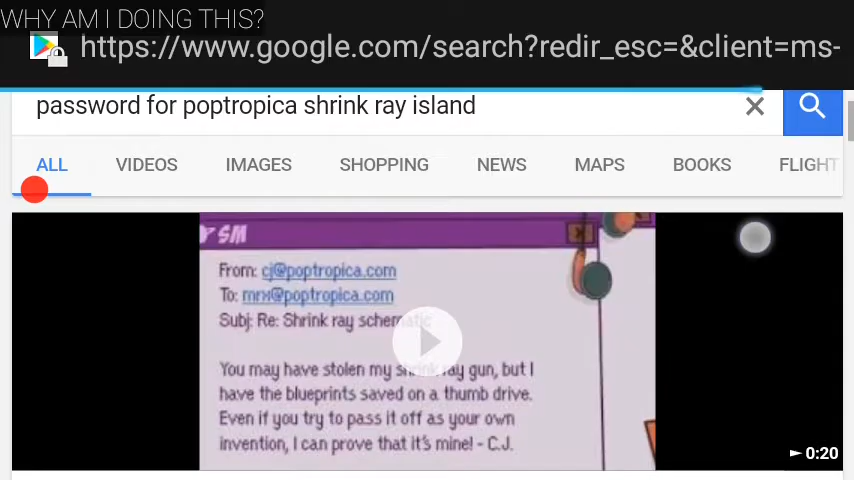 WHY AM I DOING THIS?
https://www.google.com/search?redir_esc=&client=ms-
password for poptropica shrink ray island
ALL VIDEOS IMAGES SHOPPING NEWS MAPS BOOKS FLIGHT
SM
From: cj@poptropica.com
To: mrx@poptropica.com
Subj: Re: Shrink ray schematic
You may have stolen my shrink ray gun, but I
have the blueprints saved on a thumb drive.
Even if you try to pass it off as your own
invention, I can prove that it's mine! - C.J.
0:20